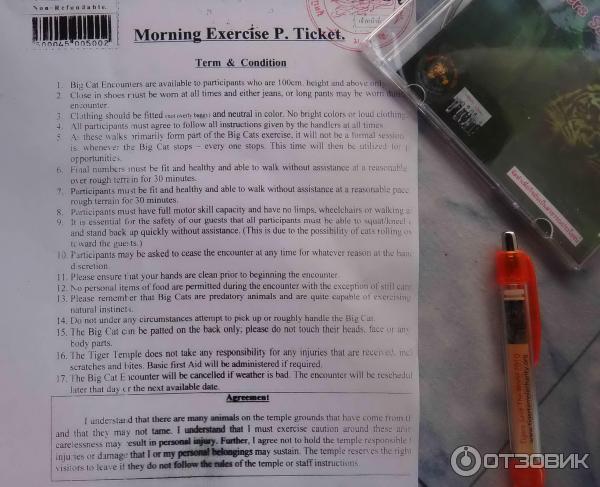 Non-Refundable.
500045 005002
Morning Exercise P. Ticket.
Term & Condition
1. Big Cat Encounters are available to participants who are 100cm. height and above only
2. Close in shoes must be worn at all times and either jeans, or long pants may be worn
encounter.
3. Clothing should be fitted (not overly baggy) and neutral in color. No bright colors or loud clothing
4. All participants must agree to follow all instructions given by the handlers at all times
5. As these walks primarily form part of the Big Cats exercise, it will not be a formal session
is, whenever the Big Cat stops – every one stops. This time will then be utilized for
opportunities.
6. Final numbers must be fit and healthy and able to walk without assistance at a reasonable
over rough terrain for 30 minutes.
7. Participants must be fit and healthy and able to walk without assistance at a reasonable pace
rough terrain for 30 minutes.
8. Participants must have full motor skill capacity and have no limps, wheelchairs or walking
9. It is essential for the safety of our guests that all participants must be able to squat/kneel
and stand back up quickly without assistance. (This is due to the possibility of cats rolling
toward the guests.)
10. Participants may be asked to cease the encounter at any time for whatever reason at the
discretion.
11. Please ensure that your hands are clean prior to beginning the encounter.
12. No personal items of food are permitted during the encounter with the exception of still
13. Please remember that Big Cats are predatory animals and are quite capable of exercising
natural instincts.
14. Do not under any circumstances attempt to pick up or roughly handle the Big Cat.
15. The Big Cat can be patted on the back only; please do not touch their heads, face or any
body parts.
16. The Tiger Temple does not take any responsibility for any injuries that are received,
scratches and bites. Basic first Aid will be administered if required.
17. The Big Cat Encounter will be cancelled if weather is bad. The encounter will be
later that day or the next available date.
Agreement
I understand that there are many animals on the temple grounds that have come from
and that they may not tame. I understand that I must exercise caution around these
carelessness may result in personal injury. Further, I agree not to hold the temple responsible
injuries or damage that I or my personal belongings may sustain. The temple reserves the right
visitors to leave if they do not follow the rules of the temple or staff instructions.
ОТЗОВИК